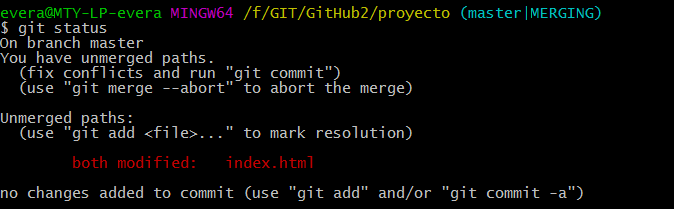 evera@MTY-LP-evera MINGW64 /f/GIT/GitHub2/proyecto (master|MERGING)
$ git status
On branch master
You have unmerged paths.
  (fix conflicts and run "git commit")
  (use "git merge --abort" to abort the merge)

Unmerged paths:
  (use "git add <file>..." to mark resolution)

        both modified:   index.html

no changes added to commit (use "git add" and/or "git commit -a")